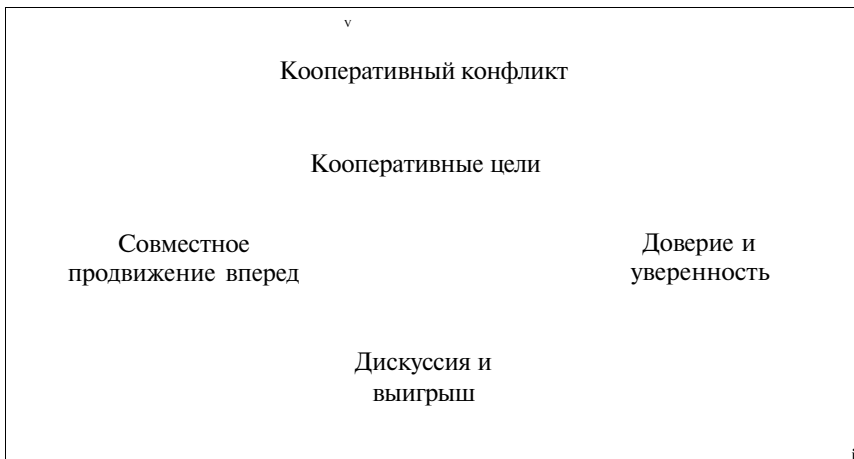 v
Кооперативный конфликт
Кооперативные цели
Совместное
продвижение вперед
Доверие и
уверенность
Дискуссия и
выигрыш
i